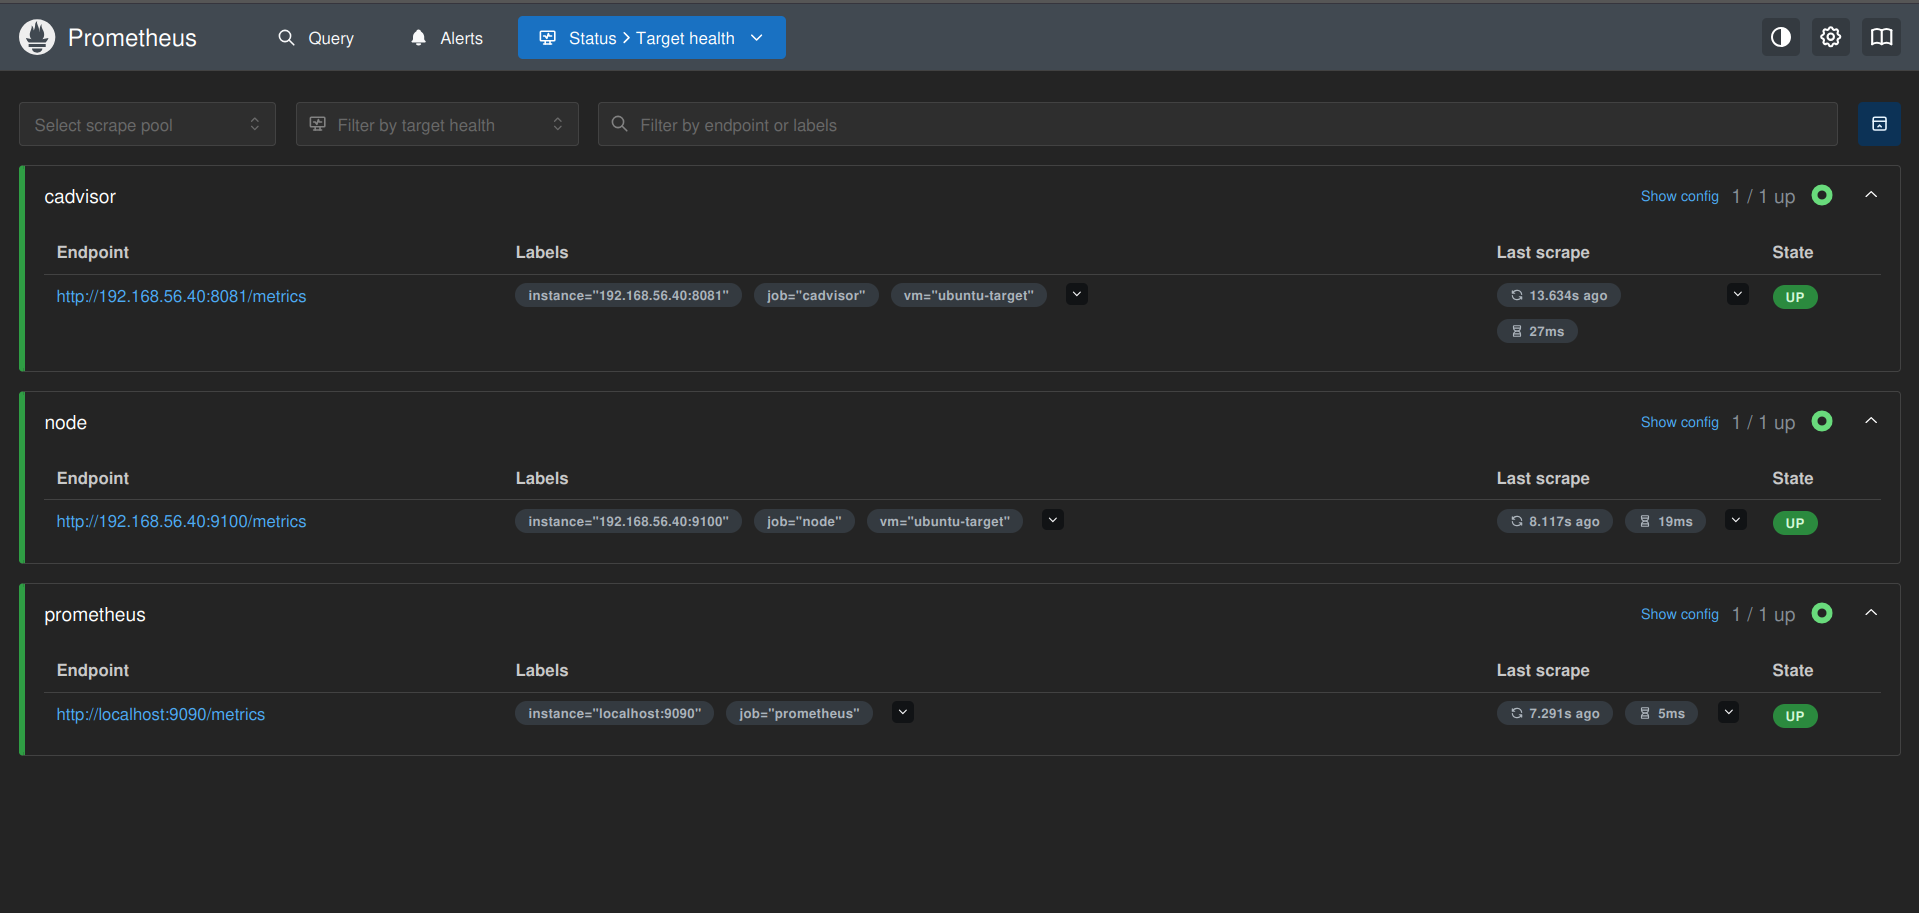 Prometheus Query Alerts Status > Target health
Select scrape pool Filter by target health Filter by endpoint or labels
cadvisor Show config 1 / 1 up
Endpoint Labels Last scrape State
http://192.168.56.40:8081/metrics instance="192.168.56.40:8081" job="cadvisor" vm="ubuntu-target" 13.634s ago UP
27ms
node Show config 1 / 1 up
Endpoint Labels Last scrape State
http://192.168.56.40:9100/metrics instance="192.168.56.40:9100" job="node" vm="ubuntu-target" 8.117s ago 19ms UP
prometheus Show config 1 / 1 up
Endpoint Labels Last scrape State
http://localhost:9090/metrics instance="localhost:9090" job="prometheus" 7.291s ago 5ms UP